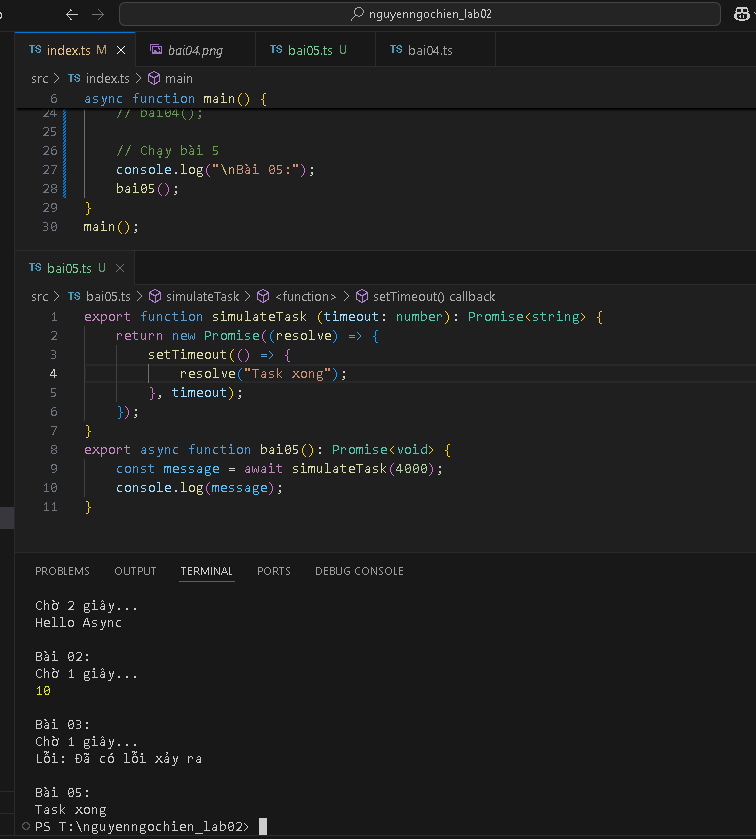 nguyenngochien_lab02
TS index.ts M bai04.png TS bai05.ts U TS bai04.ts
src > TS index.ts > main
6 async function main() {
24 // bai04();
25
26 // Chạy bài 5
27 console.log("\nBài 05:");
28 bai05();
29 }
30 main();
TS bai05.ts U
src > TS bai05.ts > simulateTask > <function> > setTimeout() callback
1 export function simulateTask (timeout: number): Promise<string> {
2 return new Promise((resolve) => {
3 setTimeout(() => {
4 resolve("Task xong");
5 }, timeout);
6 });
7 }
8 export async function bai05(): Promise<void> {
9 const message = await simulateTask(4000);
10 console.log(message);
11 }
PROBLEMS OUTPUT TERMINAL PORTS DEBUG CONSOLE
Chờ 2 giây...
Hello Async
Bài 02:
Chờ 1 giây...
10
Bài 03:
Chờ 1 giây...
Lỗi: Đã có lỗi xảy ra
Bài 05:
Task xong
PS T:\nguyenngochien_lab02>